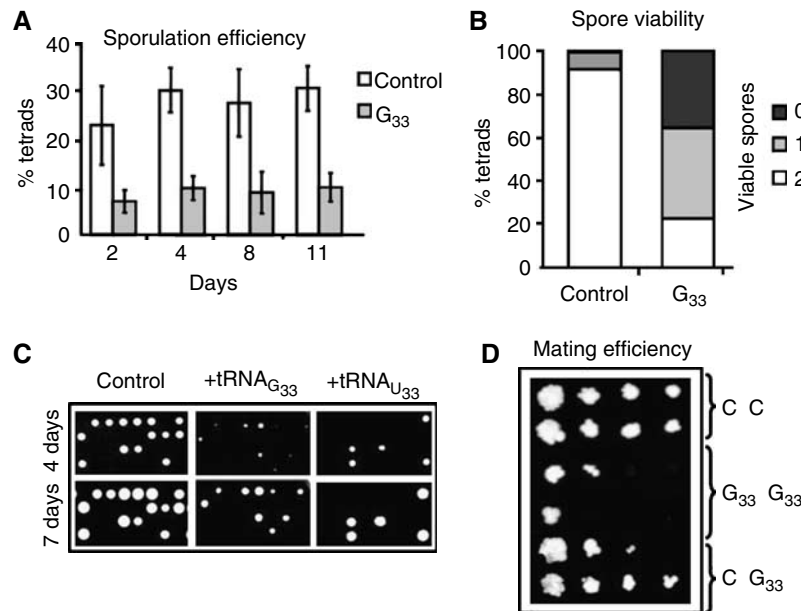 A
Sporulation efficiency
40
30
20
10
0
% tetrads
2 4 8 11
Days
Control
G33
B
Spore viability
100
80
60
40
20
0
% tetrads
Control G33
Viable spores
0
1
2
C
Control +tRNAG33 +tRNAU33
4 days
7 days
D
Mating efficiency
C C
G33 G33
C G33